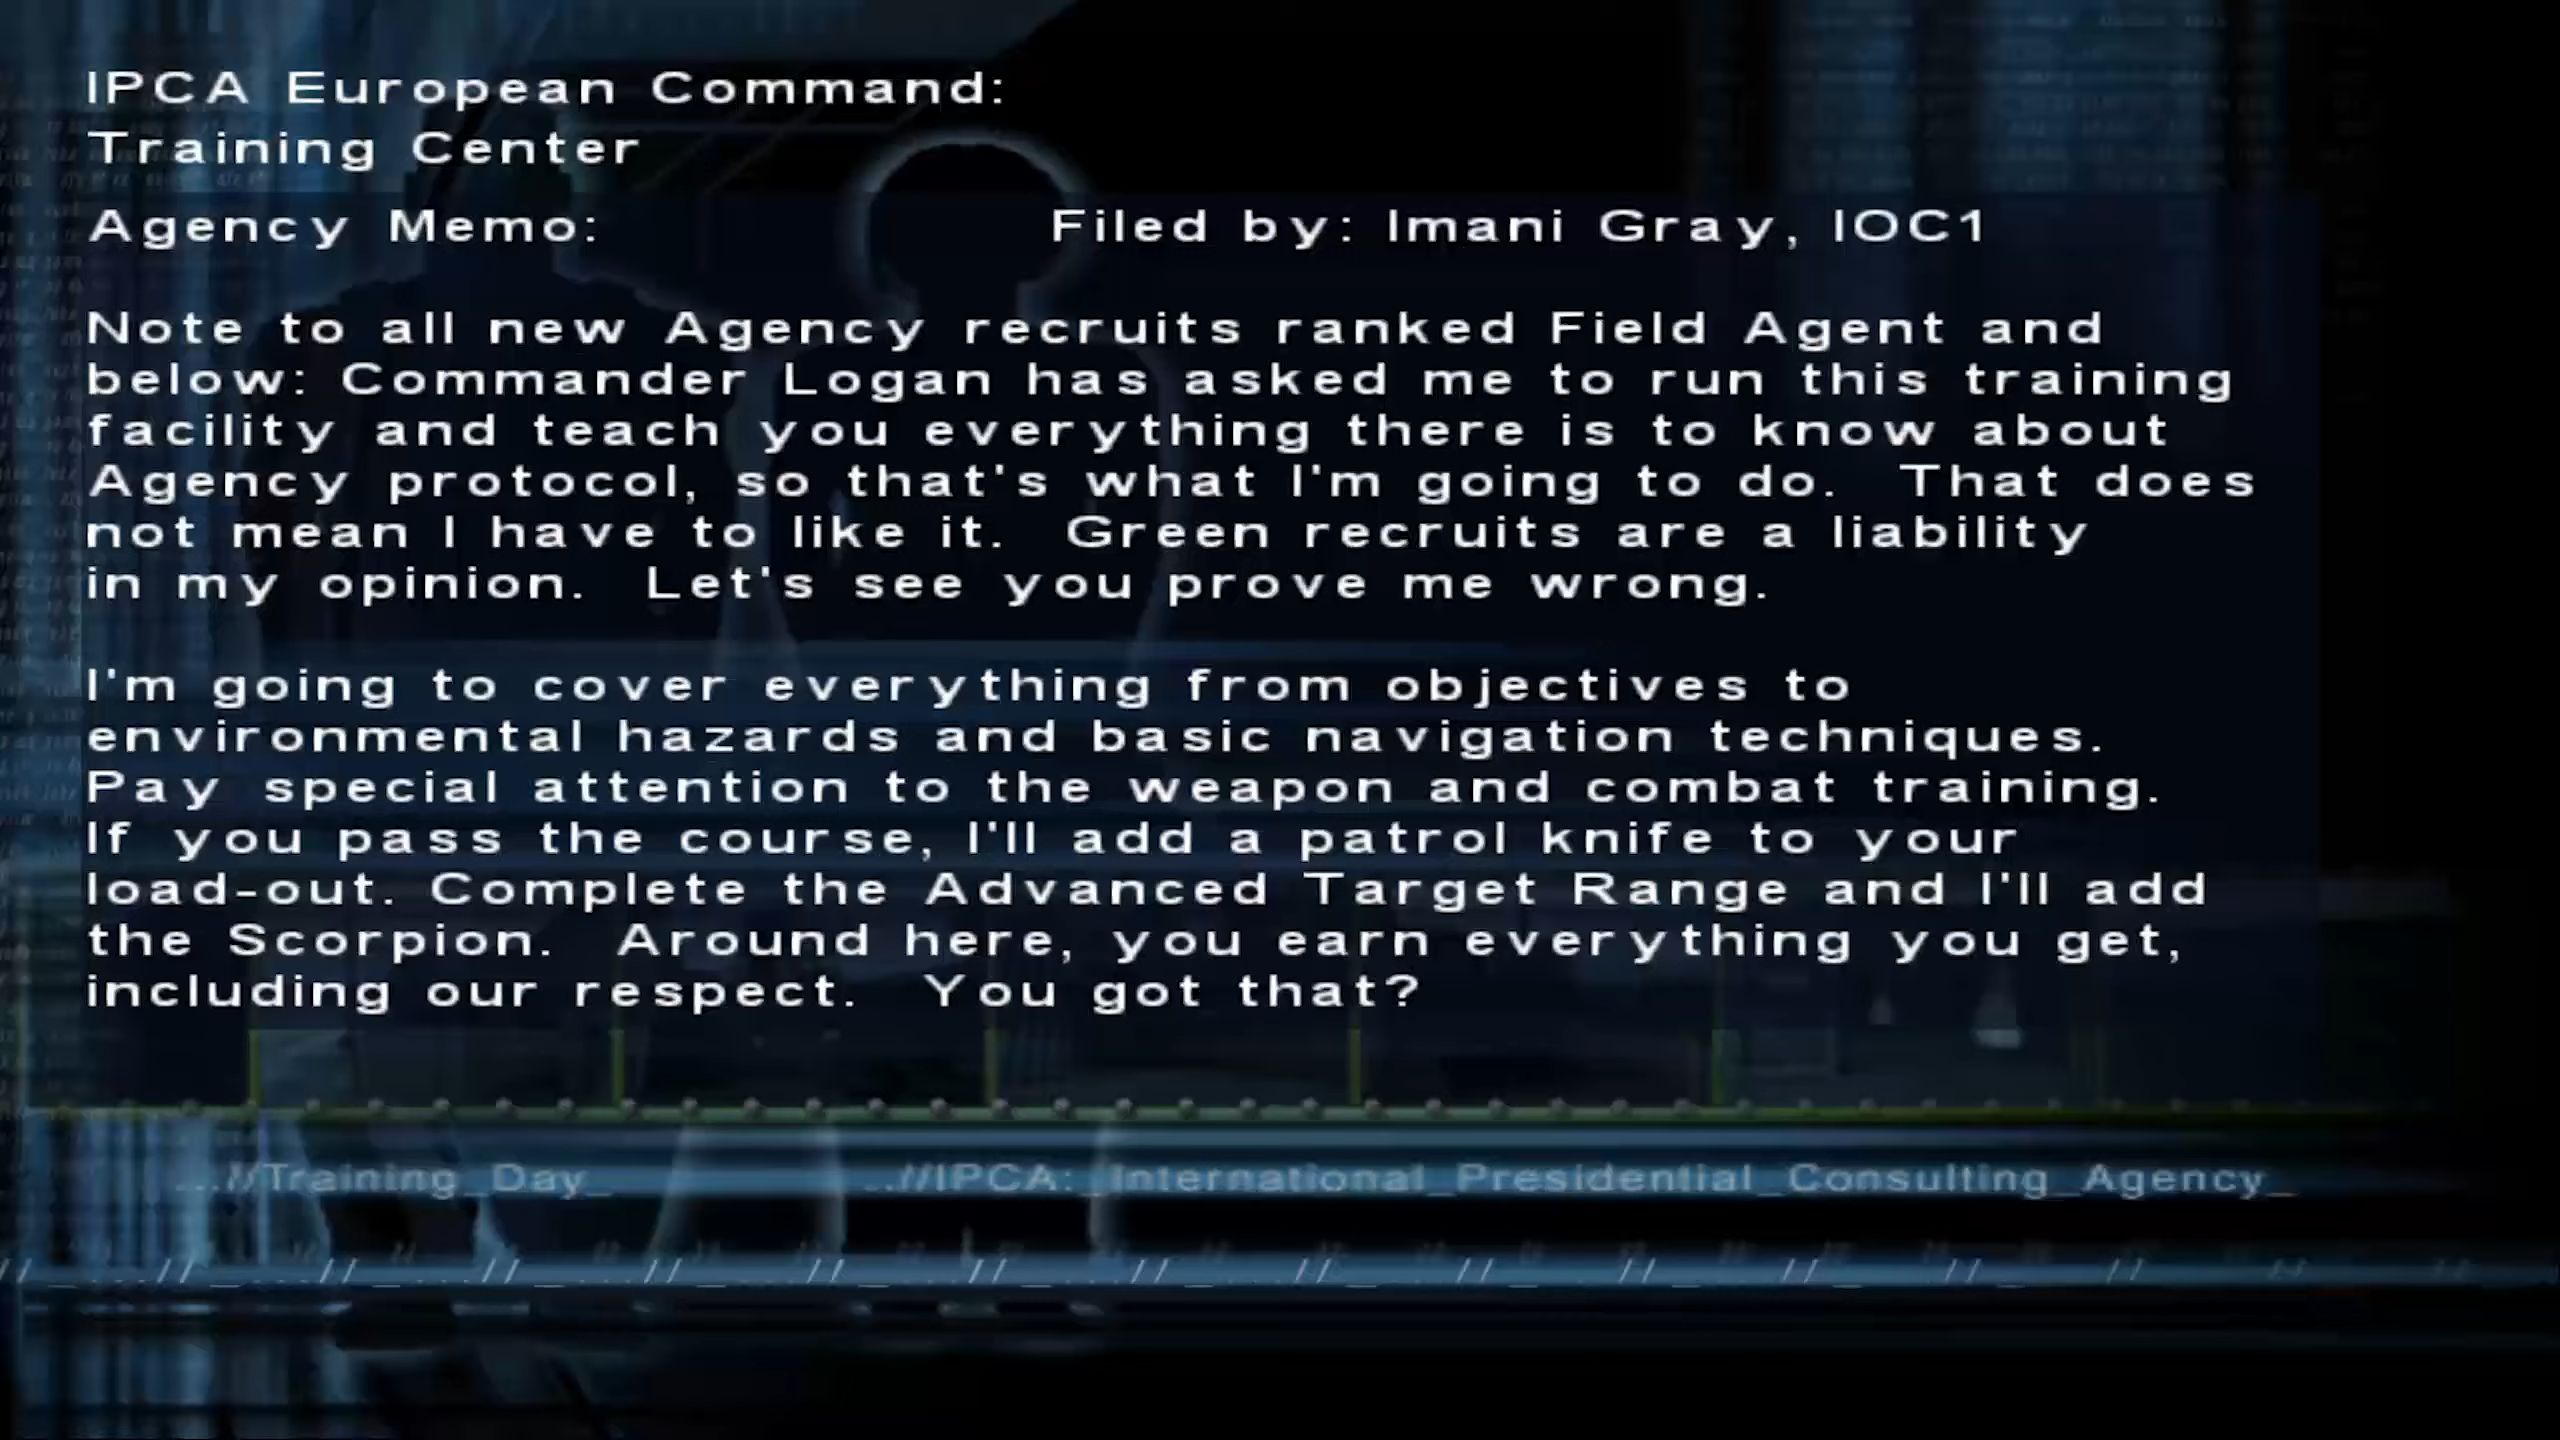 IPCA European Command:
Training Center
Agency Memo: Filed by: Imani Gray, IOC1
Note to all new Agency recruits ranked Field Agent and
below: Commander Logan has asked me to run this training
facility and teach you everything there is to know about
Agency protocol, so that's what I'm going to do.  That does
not mean I have to like it.  Green recruits are a liability
in my opinion.  Let's see you prove me wrong.
I'm going to cover everything from objectives to
environmental hazards and basic navigation techniques.
Pay special attention to the weapon and combat training.
If you pass the course, I'll add a patrol knife to your
load-out. Complete the Advanced Target Range and I'll add
the Scorpion.  Around here, you earn everything you get,
including our respect.  You got that?
...//Training_Day_ ...//IPCA:_International_Presidential_Consulting_Agency_